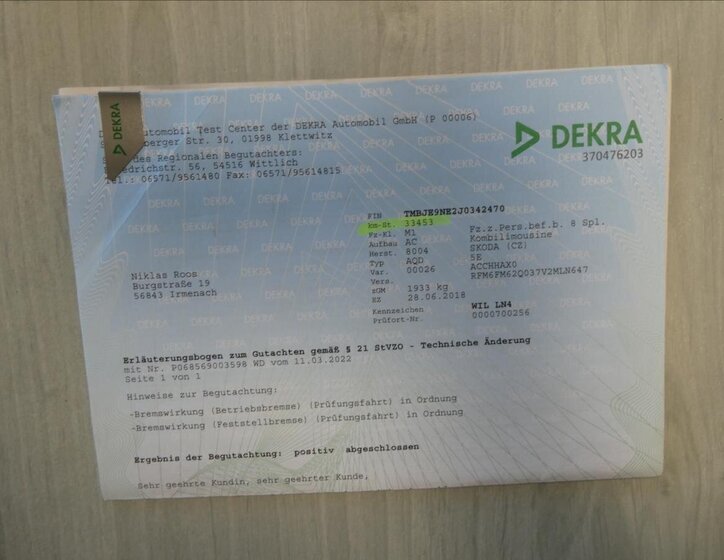 DEKRA
Automobil Test Center der DEKRA Automobil GmbH (P 00006)
berger Str. 30, 01998 Klettwitz
des Regionalen Begutachters:
edrichstr. 56, 54516 Wittlich
Tel.: 06571/9561480 Fax: 06571/95614815
DEKRA
370476203
FIN TMBJE9NE2J0342470
km-St. 33453
Fz-Kl. M1 Fz.z.Pers.bef.b. 8 Spl.
Aufbau AC Kombilimousine
Herst. 8004 SKODA (CZ)
Typ AQD 5E
Var. 00026 ACCHHAX0
Vers. RFM6FM62Q037V2MLN647
zGM 1933 kg
EZ 28.06.2018
Kennzeichen WIL LN4
Prüfort-Nr. 0000700256
Niklas Roos
Burgstraße 19
56843 Irmenach
Erläuterungsbogen zum Gutachten gemäß § 21 StVZO - Technische Änderung
mit Nr. P068569003598 WD vom 11.03.2022
Seite 1 von 1
Hinweise zur Begutachtung:
-Bremswirkung (Betriebsbremse) (Prüfungsfahrt) in Ordnung
-Bremswirkung (Feststellbremse) (Prüfungsfahrt) in Ordnung
Ergebnis der Begutachtung: positiv abgeschlossen
Sehr geehrte Kundin, sehr geehrter Kunde,